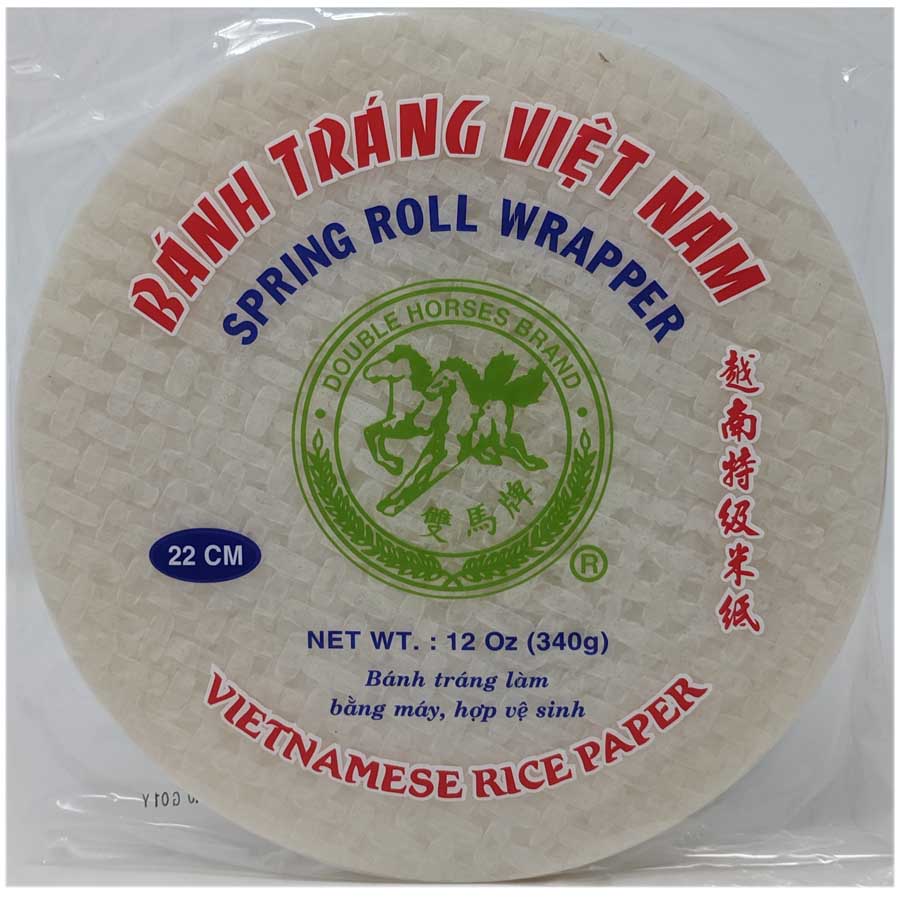 BÁNH TRÁNG VIỆT NAM
SPRING ROLL WRAPPER
DOUBLE HORSES BRAND
雙馬牌
®
越南特级米纸
22 CM
NET WT. : 12 Oz (340g)
Bánh tráng làm
bằng máy, hợp vệ sinh
VIETNAMESE RICE PAPER